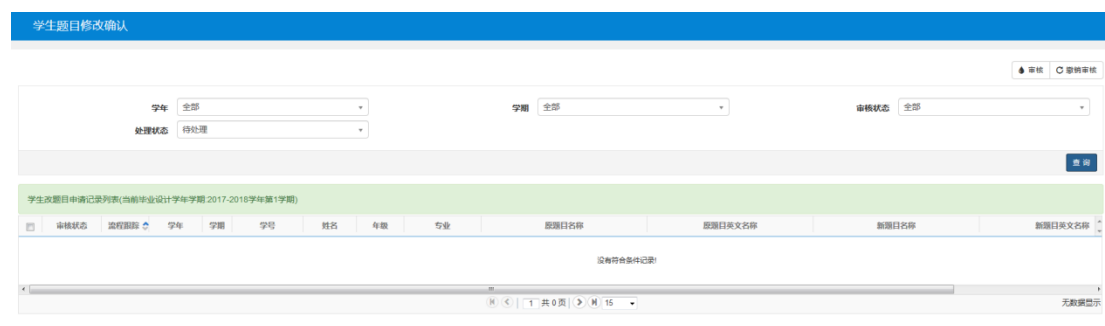 学生题目修改确认
审核 撤销审核
学年 全部 学期 全部 审核状态 全部
处理状态 待处理
查 询
学生改题目申请记录列表(当前毕业设计学年学期:2017-2018学年第1学期)
审核状态 流程跟踪 学年 学期 学号 姓名 年级 专业 原题目名称 原题目英文名称 新题目名称 新题目英文名称
没有符合条件记录!
1 共 0 页 15 无数据显示